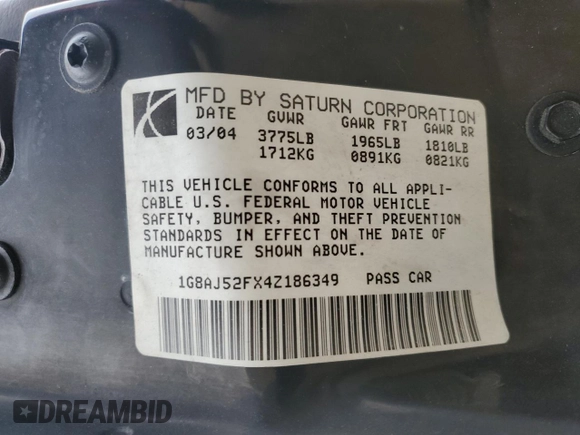 MFD BY SATURN CORPORATION
DATE GVWR GAWR FRT GAWR RR
03/04 3775LB 1965LB 1810LB
1712KG 0891KG 0821KG
THIS VEHICLE CONFORMS TO ALL APPLI-
CABLE U.S. FEDERAL MOTOR VEHICLE
SAFETY, BUMPER, AND THEFT PREVENTION
STANDARDS IN EFFECT ON THE DATE OF
MANUFACTURE SHOWN ABOVE.
1G8AJ52FX4Z186349 PASS CAR
DREAMBID